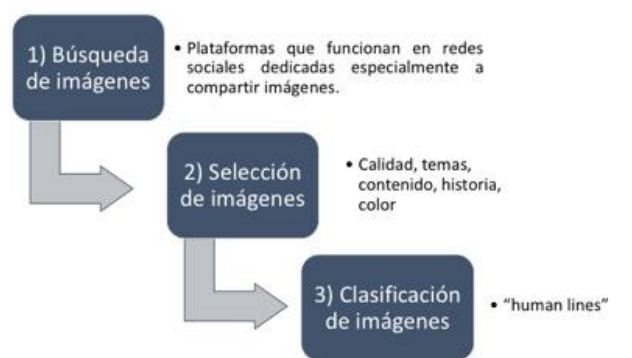 1) Búsqueda
de imágenes
• Plataformas que funcionan en redes
sociales dedicadas especialmente a
compartir imágenes.
2) Selección
de imágenes
• Calidad, temas,
contenido, historia,
color
3) Clasificación
de imágenes
• “human lines”